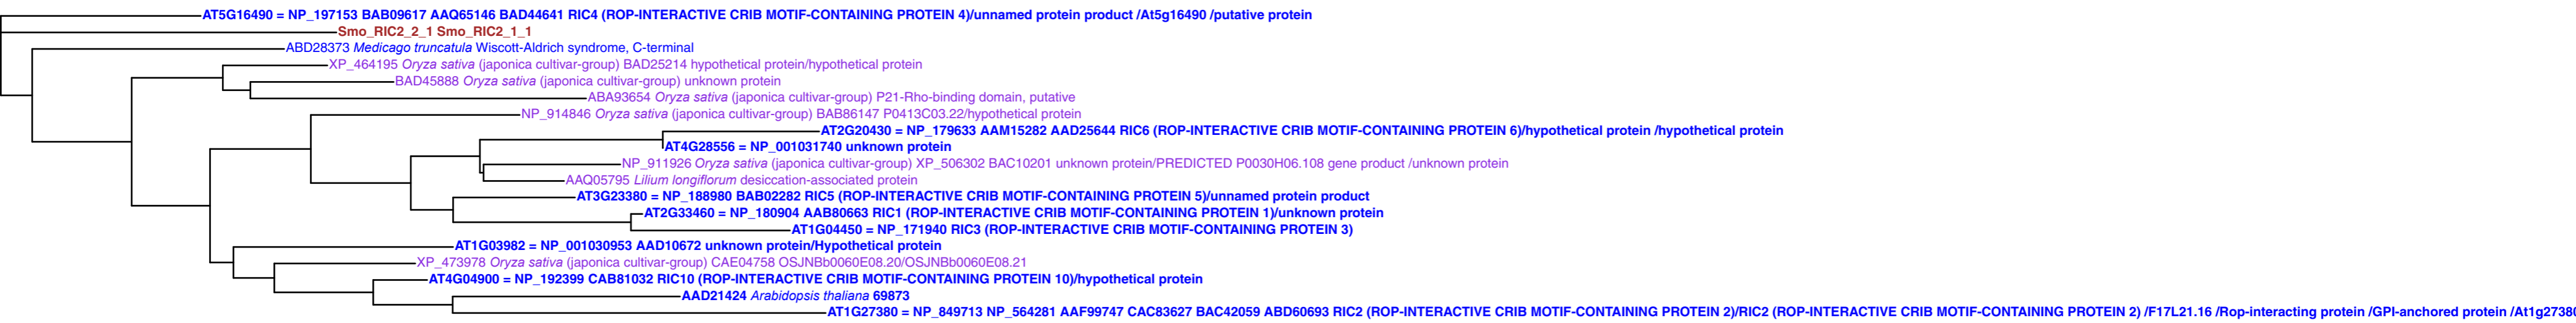 AT5G16490 = NP_197153 BAB09617 AAQ65146 BAD44641 RIC4 (ROP-INTERACTIVE CRIB MOTIF-CONTAINING PROTEIN 4)/unnamed protein product /At5g16490 /putative protein
Smo_RIC2_2_1 Smo_RIC2_1_1
ABD28373 Medicago truncatula Wiscott-Aldrich syndrome, C-terminal
XP_464195 Oryza sativa (japonica cultivar-group) BAD25214 hypothetical protein/hypothetical protein
BAD45888 Oryza sativa (japonica cultivar-group) unknown protein
ABA93654 Oryza sativa (japonica cultivar-group) P21-Rho-binding domain, putative
NP_914846 Oryza sativa (japonica cultivar-group) BAB86147 P0413C03.22/hypothetical protein
AT2G20430 = NP_179633 AAM15282 AAD25644 RIC6 (ROP-INTERACTIVE CRIB MOTIF-CONTAINING PROTEIN 6)/hypothetical protein /hypothetical protein
AT4G28556 = NP_001031740 unknown protein
NP_911926 Oryza sativa (japonica cultivar-group) XP_506302 BAC10201 unknown protein/PREDICTED P0030H06.108 gene product /unknown protein
AAQ05795 Lilium longiflorum desiccation-associated protein
AT3G23380 = NP_188980 BAB02282 RIC5 (ROP-INTERACTIVE CRIB MOTIF-CONTAINING PROTEIN 5)/unnamed protein product
AT2G33460 = NP_180904 AAB80663 RIC1 (ROP-INTERACTIVE CRIB MOTIF-CONTAINING PROTEIN 1)/unknown protein
AT1G04450 = NP_171940 RIC3 (ROP-INTERACTIVE CRIB MOTIF-CONTAINING PROTEIN 3)
AT1G03982 = NP_001030953 AAD10672 unknown protein/Hypothetical protein
XP_473978 Oryza sativa (japonica cultivar-group) CAE04758 OSJNBb0060E08.20/OSJNBb0060E08.21
AT4G04900 = NP_192399 CAB81032 RIC10 (ROP-INTERACTIVE CRIB MOTIF-CONTAINING PROTEIN 10)/hypothetical protein
AAD21424 Arabidopsis thaliana 69873
AT1G27380 = NP_849713 NP_564281 AAF99747 CAC83627 BAC42059 ABD60693 RIC2 (ROP-INTERACTIVE CRIB MOTIF-CONTAINING PROTEIN 2)/RIC2 (ROP-INTERACTIVE CRIB MOTIF-CONTAINING PROTEIN 2) /F17L21.16 /Rop-interacting protein /GPI-anchored protein /At1g2738